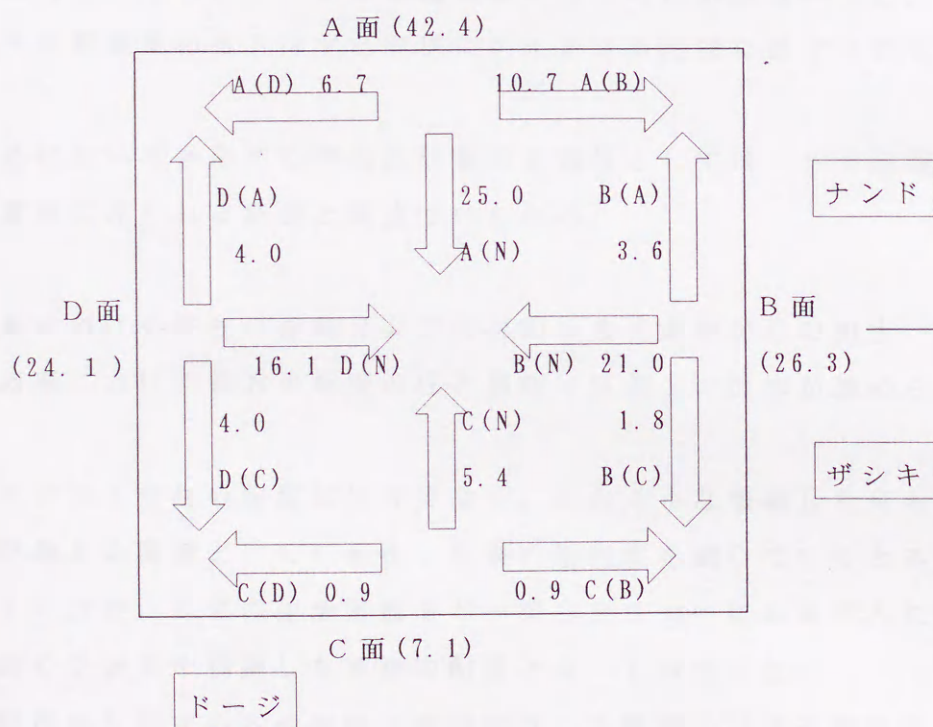 A 面 (42.4)
A(D) 6.7 10.7 A(B)
D(A) 25.0 B(A)
ナンド
4.0 A(N) 3.6
D 面 B 面
(24.1) 16.1 D(N) B(N) 21.0 (26.3)
4.0 C(N) 1.8
D(C) 5.4 B(C)
ザシキ
C(D) 0.9 0.9 C(B)
C 面 (7.1)
ドージ